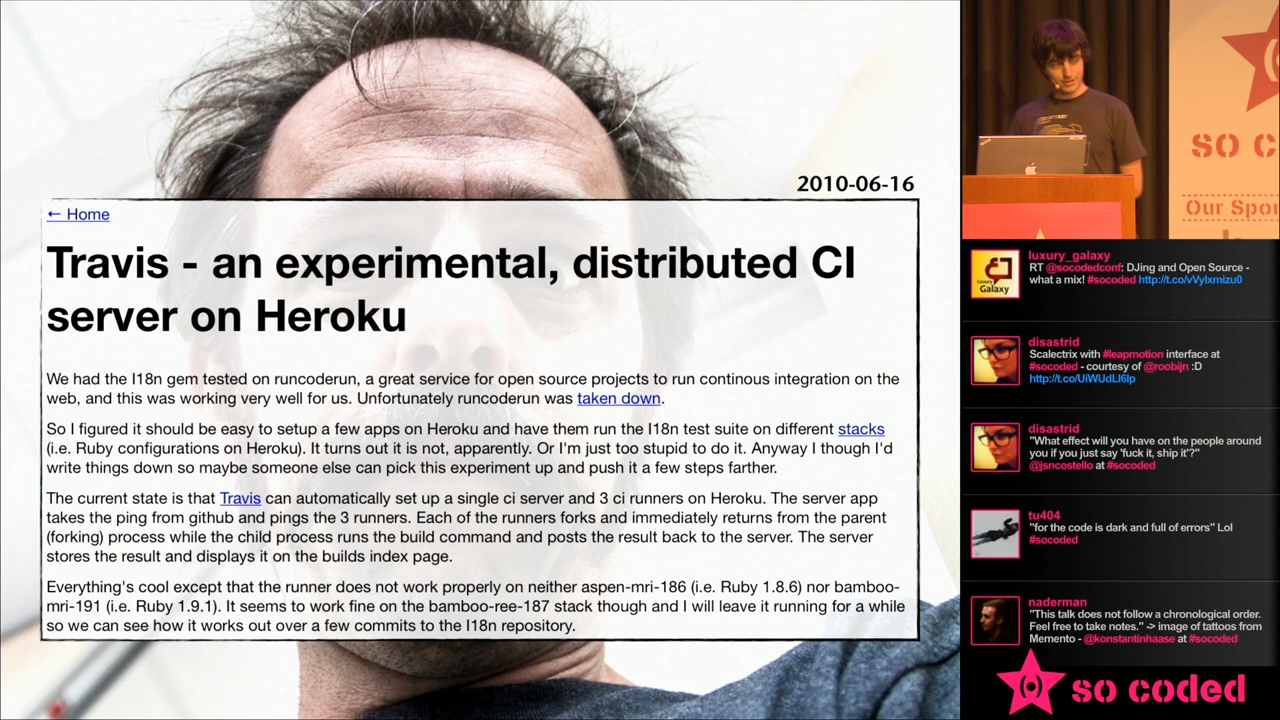 2010-06-16
← Home
Travis - an experimental, distributed CI
server on Heroku
We had the I18n gem tested on runcoderun, a great service for open source projects to run continous integration on the
web, and this was working very well for us. Unfortunately runcoderun was taken down.
So I figured it should be easy to setup a few apps on Heroku and have them run the I18n test suite on different stacks
(i.e. Ruby configurations on Heroku). It turns out it is not, apparently. Or I'm just too stupid to do it. Anyway I though I'd
write things down so maybe someone else can pick this experiment up and push it a few steps farther.
The current state is that Travis can automatically set up a single ci server and 3 ci runners on Heroku. The server app
takes the ping from github and pings the 3 runners. Each of the runners forks and immediately returns from the parent
(forking) process while the child process runs the build command and posts the result back to the server. The server
stores the result and displays it on the builds index page.
Everything's cool except that the runner does not work properly on neither aspen-mri-186 (i.e. Ruby 1.8.6) nor bamboo-
mri-191 (i.e. Ruby 1.9.1). It seems to work fine on the bamboo-ree-187 stack though and I will leave it running for a while
so we can see how it works out over a few commits to the I18n repository.
so c
Our Spon
Luxury
Galaxy
luxury_galaxy
RT @socodedconf: DJing and Open Source -
what a mix! #socoded http://t.co/vVylxmizu0
disastrid
Scalectrix with #leapmotion interface at
#socoded - courtesy of @roobijn :D
http://t.co/UiWUdLl6lp
disastrid
"What effect will you have on the people around
you if you just say 'fuck it, ship it'?"
@jsncostello at #socoded
tu404
"for the code is dark and full of errors" Lol
#socoded
naderman
"This talk does not follow a chronological order.
Feel free to take notes." -> image of tattoos from
Memento - @konstantinhaase at #socoded
so coded